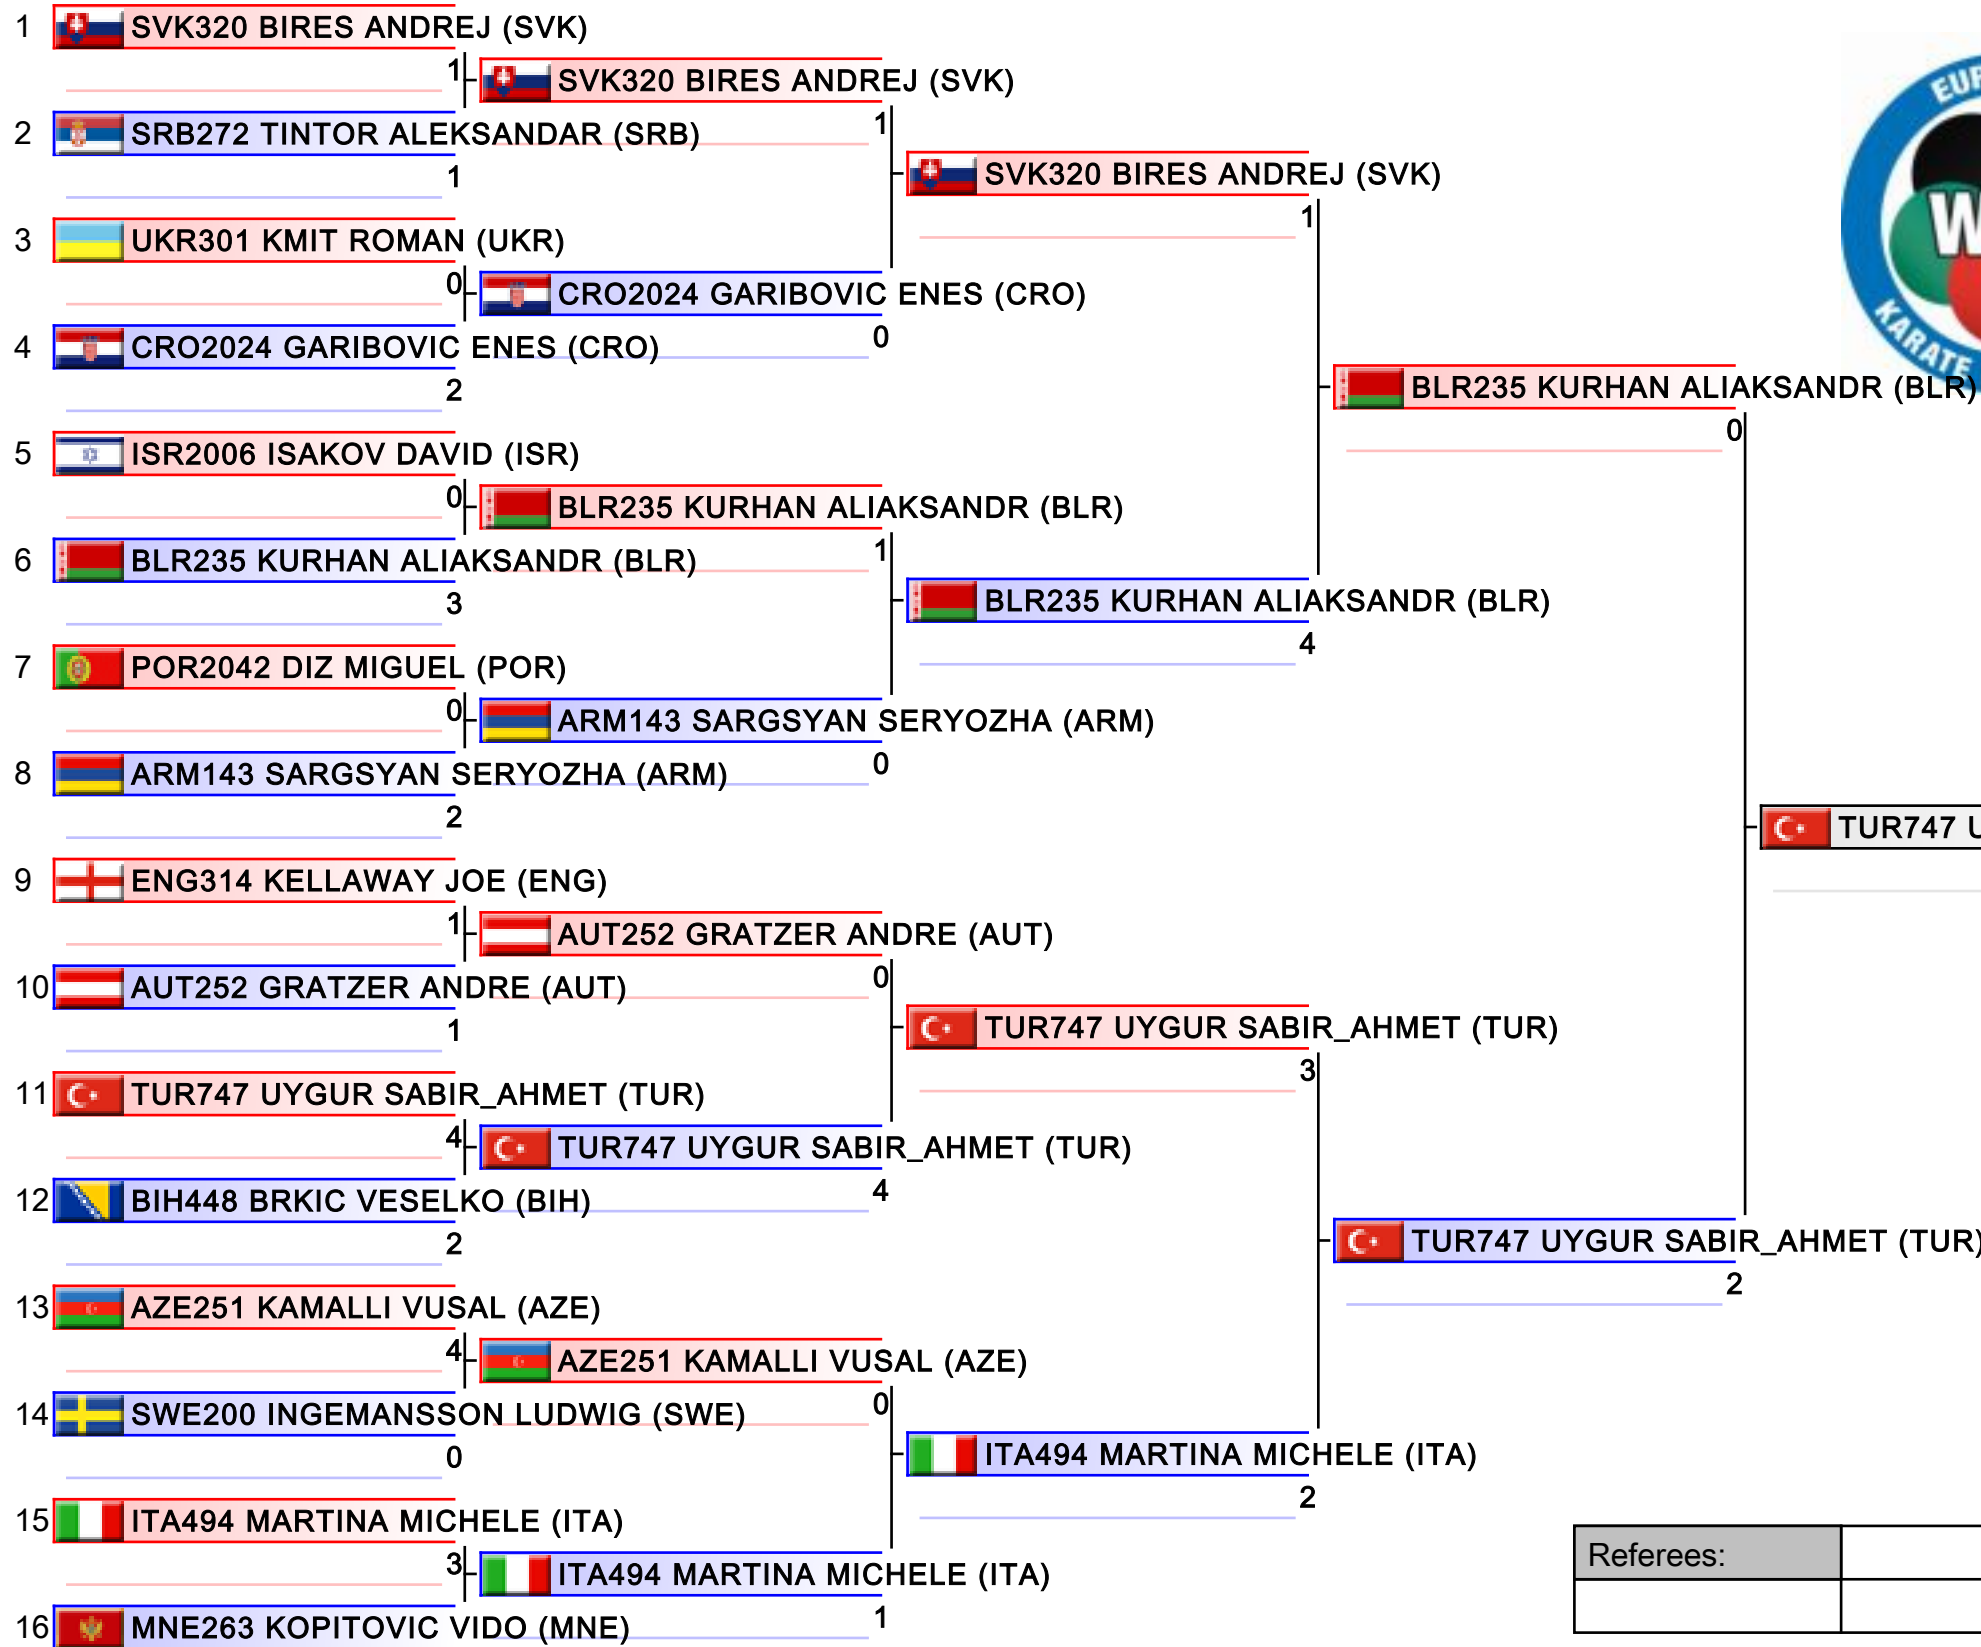 1 SVK320 BIRES ANDREJ (SVK)
1 SVK320 BIRES ANDREJ (SVK)
2 SRB272 TINTOR ALEKSANDAR (SRB) 1
1 SVK320 BIRES ANDREJ (SVK)
3 UKR301 KMIT ROMAN (UKR) 1
0 CRO2024 GARIBOVIC ENES (CRO)
4 CRO2024 GARIBOVIC ENES (CRO) 0
2 BLR235 KURHAN ALIAKSANDR (BLR)
0
5 ISR2006 ISAKOV DAVID (ISR)
0 BLR235 KURHAN ALIAKSANDR (BLR)
6 BLR235 KURHAN ALIAKSANDR (BLR) 1
3 BLR235 KURHAN ALIAKSANDR (BLR)
4
7 POR2042 DIZ MIGUEL (POR)
0 ARM143 SARGSYAN SERYOZHA (ARM)
8 ARM143 SARGSYAN SERYOZHA (ARM) 0
2 TUR747 U
9 ENG314 KELLAWAY JOE (ENG)
1 AUT252 GRATZER ANDRE (AUT)
10 AUT252 GRATZER ANDRE (AUT) 0
1 TUR747 UYGUR SABIR_AHMET (TUR)
3
11 TUR747 UYGUR SABIR_AHMET (TUR)
4 TUR747 UYGUR SABIR_AHMET (TUR)
12 BIH448 BRKIC VESELKO (BIH) 4
2 TUR747 UYGUR SABIR_AHMET (TUR)
2
13 AZE251 KAMALLI VUSAL (AZE)
4 AZE251 KAMALLI VUSAL (AZE)
14 SWE200 INGEMANSSON LUDWIG (SWE) 0
0 ITA494 MARTINA MICHELE (ITA)
2
15 ITA494 MARTINA MICHELE (ITA)
3 ITA494 MARTINA MICHELE (ITA)
16 MNE263 KOPITOVIC VIDO (MNE) 1
Referees:
EUR
W
KARATE